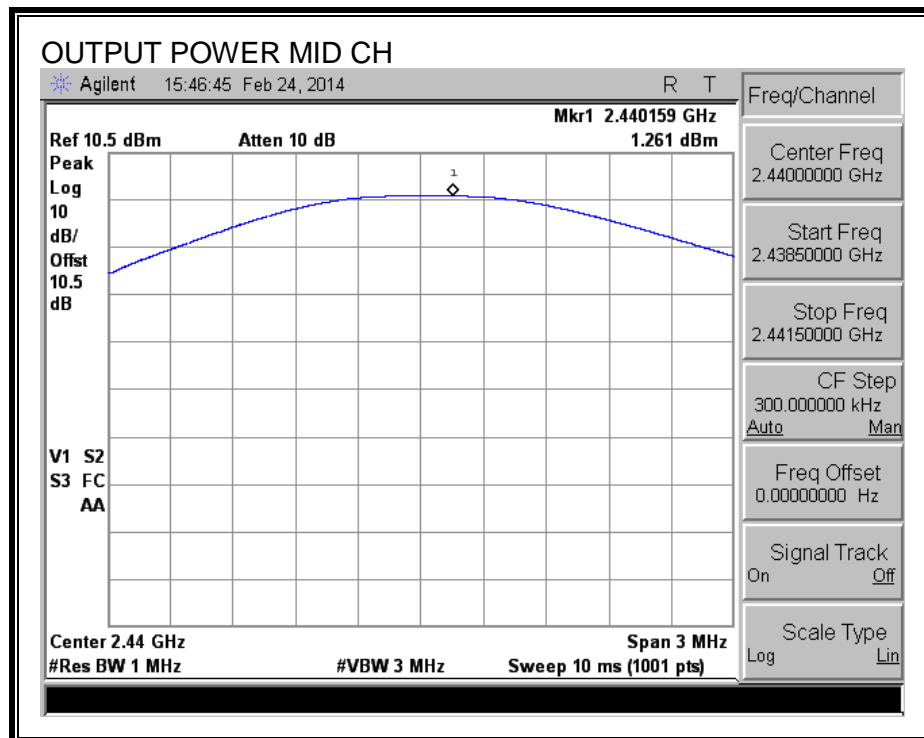 OUTPUT POWER MID CH
Agilent 15:46:45 Feb 24, 2014 R T
Mkr1 2.440159 GHz
Ref 10.5 dBm Atten 10 dB 1.261 dBm
Peak
Log
10
dB/
Offst
10.5
dB
1
V1 S2
S3 FC
AA
Center 2.44 GHz Span 3 MHz
#Res BW 1 MHz #VBW 3 MHz Sweep 10 ms (1001 pts)
Freq/Channel
Center Freq
2.44000000 GHz
Start Freq
2.43850000 GHz
Stop Freq
2.44150000 GHz
CF Step
300.000000 kHz
Auto Man
Freq Offset
0.00000000 Hz
Signal Track
On Off
Scale Type
Log Lin